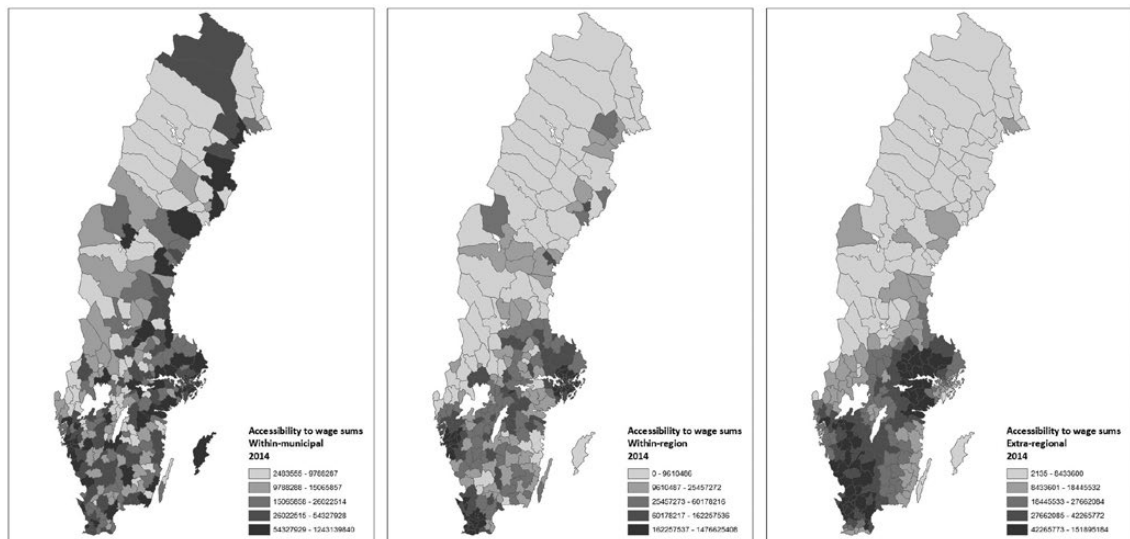 Accessibility to wage sums
Within-municipal
2014
2483555 - 9788287
9788288 - 15065857
15065858 - 26022514
26022515 - 54327928
54327929 - 1243139840
Accessibility to wage sums
Within-region
2014
0 - 9610486
9610487 - 25457272
25457273 - 60178216
60178217 - 162257536
162257537 - 1476625408
Accessibility to wage sums
Extra-regional
2014
2135 - 8433600
8433601 - 18445532
18445533 - 27662084
27662085 - 42265772
42265773 - 151895184